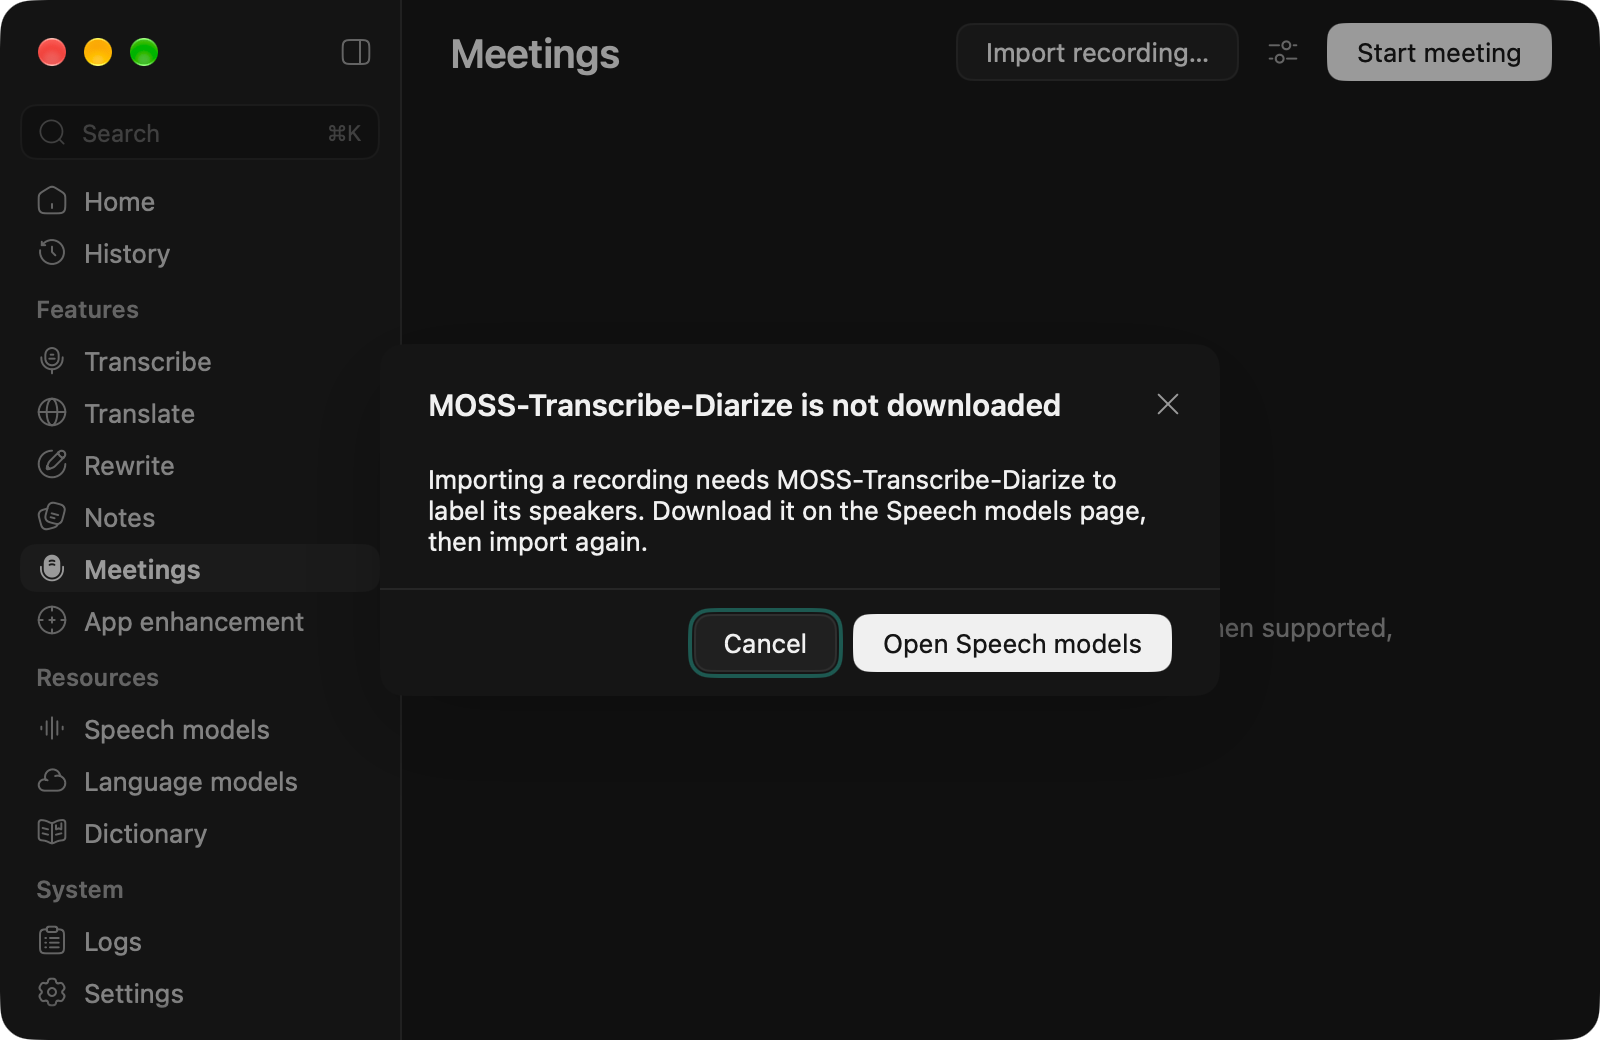 Meetings
Import recording...
Start meeting
Search
⌘K
Home
History
Features
Transcribe
Translate
Rewrite
Notes
Meetings
App enhancement
Resources
Speech models
Language models
Dictionary
System
Logs
Settings
MOSS-Transcribe-Diarize is not downloaded
Importing a recording needs MOSS-Transcribe-Diarize to
label its speakers. Download it on the Speech models page,
then import again.
Cancel
Open Speech models
supported,